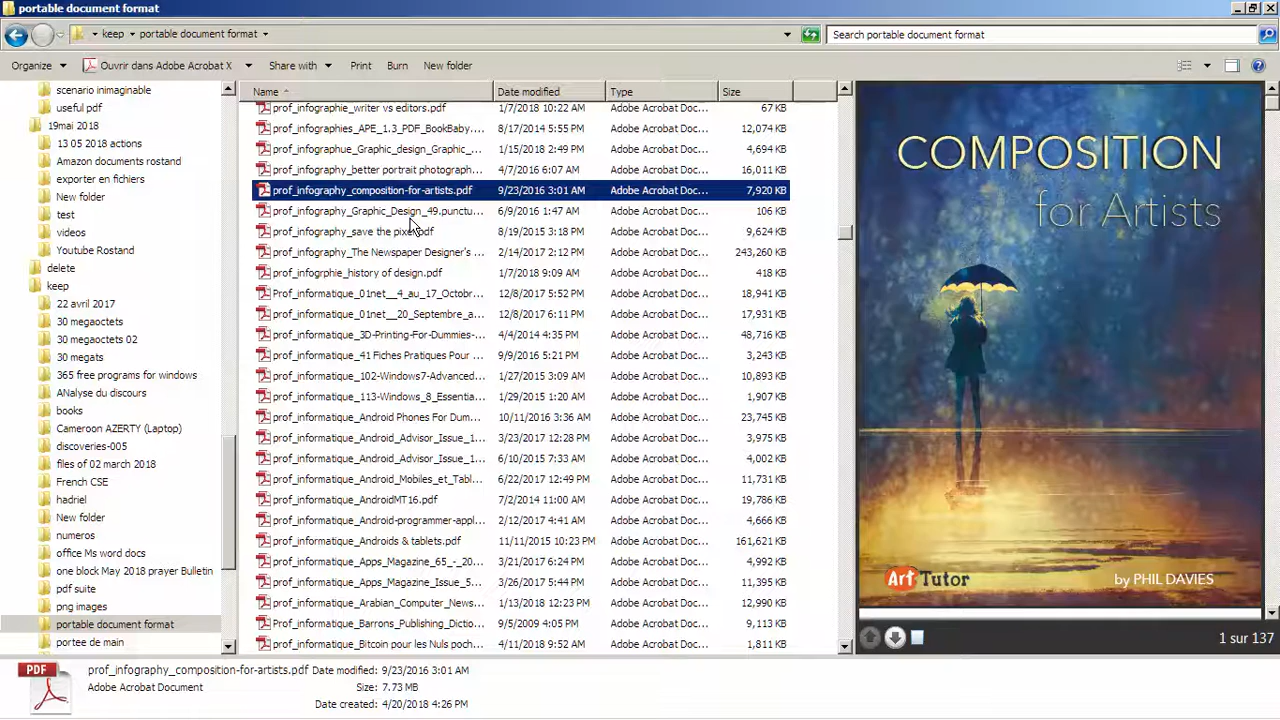 portable document format
keep portable document format
Search portable document format
Organize Ouvrir dans Adobe Acrobat X Share with Print Burn New folder
scenario inimaginable
useful pdf
19mai 2018
13 05 2018 actions
Amazon documents rostand
exporter en fichiers
New folder
test
videos
Youtube Rostand
delete
keep
22 avril 2017
30 megaoctets
30 megaoctets 02
30 megats
365 free programs for windows
ANalyse du discours
books
Cameroon AZERTY (Laptop)
discoveries-005
files of 02 march 2018
French CSE
hadriel
New folder
numeros
office Ms word docs
one block May 2018 prayer Bulletin
pdf suite
png images
portable document format
portee de main
Name Date modified Type Size
prof_infographie_writer vs editors.pdf 1/7/2018 10:22 AM Adobe Acrobat Doc... 67 KB
prof_infographies_APE_1.3_PDF_BookBaby.... 8/17/2014 5:55 PM Adobe Acrobat Doc... 12,074 KB
prof_infographque_Graphic_design_Graphic_... 1/15/2018 2:49 PM Adobe Acrobat Doc... 4,694 KB
prof_infography_better portrait photograph... 4/7/2016 6:07 AM Adobe Acrobat Doc... 16,011 KB
prof_infography_composition-for-artists.pdf 9/23/2016 3:01 AM Adobe Acrobat Doc... 7,920 KB
prof_infography_Graphic_Design_49.punctu... 6/9/2016 1:47 AM Adobe Acrobat Doc... 106 KB
prof_infography_save the pixel.pdf 8/19/2015 3:18 PM Adobe Acrobat Doc... 9,624 KB
prof_infography_The Newspaper Designer's ... 2/14/2017 2:12 PM Adobe Acrobat Doc... 243,260 KB
prof_infogrphie_history of design.pdf 1/7/2018 9:09 AM Adobe Acrobat Doc... 418 KB
Prof_informatique_01net__4_au_17_Octobr... 12/8/2017 5:52 PM Adobe Acrobat Doc... 18,941 KB
prof_informatique_01net__20_Septembre_a... 12/8/2017 6:11 PM Adobe Acrobat Doc... 17,931 KB
prof_informatique_3D-Printing-For-Dummies-... 4/4/2014 4:35 PM Adobe Acrobat Doc... 48,716 KB
prof_informatique_41 Fiches Pratiques Pour ... 9/9/2016 5:21 PM Adobe Acrobat Doc... 3,243 KB
prof_informatique_102-Windows7-Advanced... 1/27/2015 3:09 AM Adobe Acrobat Doc... 10,893 KB
prof_informatique_113-Windows_8_Essentia... 1/29/2015 1:20 AM Adobe Acrobat Doc... 1,907 KB
prof_informatique_Android Phones For Dum... 10/11/2016 3:36 AM Adobe Acrobat Doc... 23,745 KB
prof_informatique_Android_Advisor_Issue_1... 3/23/2017 12:28 PM Adobe Acrobat Doc... 3,975 KB
prof_informatique_Android_Advisor_Issue_1... 6/10/2015 7:33 AM Adobe Acrobat Doc... 4,002 KB
prof_informatique_Android_Mobiles_et_Tabl... 6/22/2017 12:49 PM Adobe Acrobat Doc... 11,731 KB
prof_informatique_AndroidMT16.pdf 7/2/2014 11:00 AM Adobe Acrobat Doc... 19,786 KB
prof_informatique_Android-programmer-appl... 2/12/2017 4:41 AM Adobe Acrobat Doc... 4,666 KB
prof_informatique_Androids & tablets.pdf 11/11/2015 10:23 PM Adobe Acrobat Doc... 161,621 KB
prof_informatique_Apps_Magazine_65_-_20... 3/21/2017 6:24 PM Adobe Acrobat Doc... 4,992 KB
prof_informatique_Apps_Magazine_Issue_5... 3/26/2017 5:44 PM Adobe Acrobat Doc... 11,395 KB
prof_informatique_Arabian_Computer_News... 1/13/2018 12:23 PM Adobe Acrobat Doc... 12,990 KB
prof_informatique_Barrons_Publishing_Dictio... 9/5/2009 4:05 PM Adobe Acrobat Doc... 9,113 KB
prof_informatique_Bitcoin pour les Nuls poch... 4/11/2018 9:52 AM Adobe Acrobat Doc... 1,811 KB
COMPOSITION
for Artists
Art Tutor by PHIL DAVIES
1 sur 137
PDF prof_infography_composition-for-artists.pdf Date modified: 9/23/2016 3:01 AM
Adobe Acrobat Document Size: 7.73 MB
Date created: 4/20/2018 4:26 PM